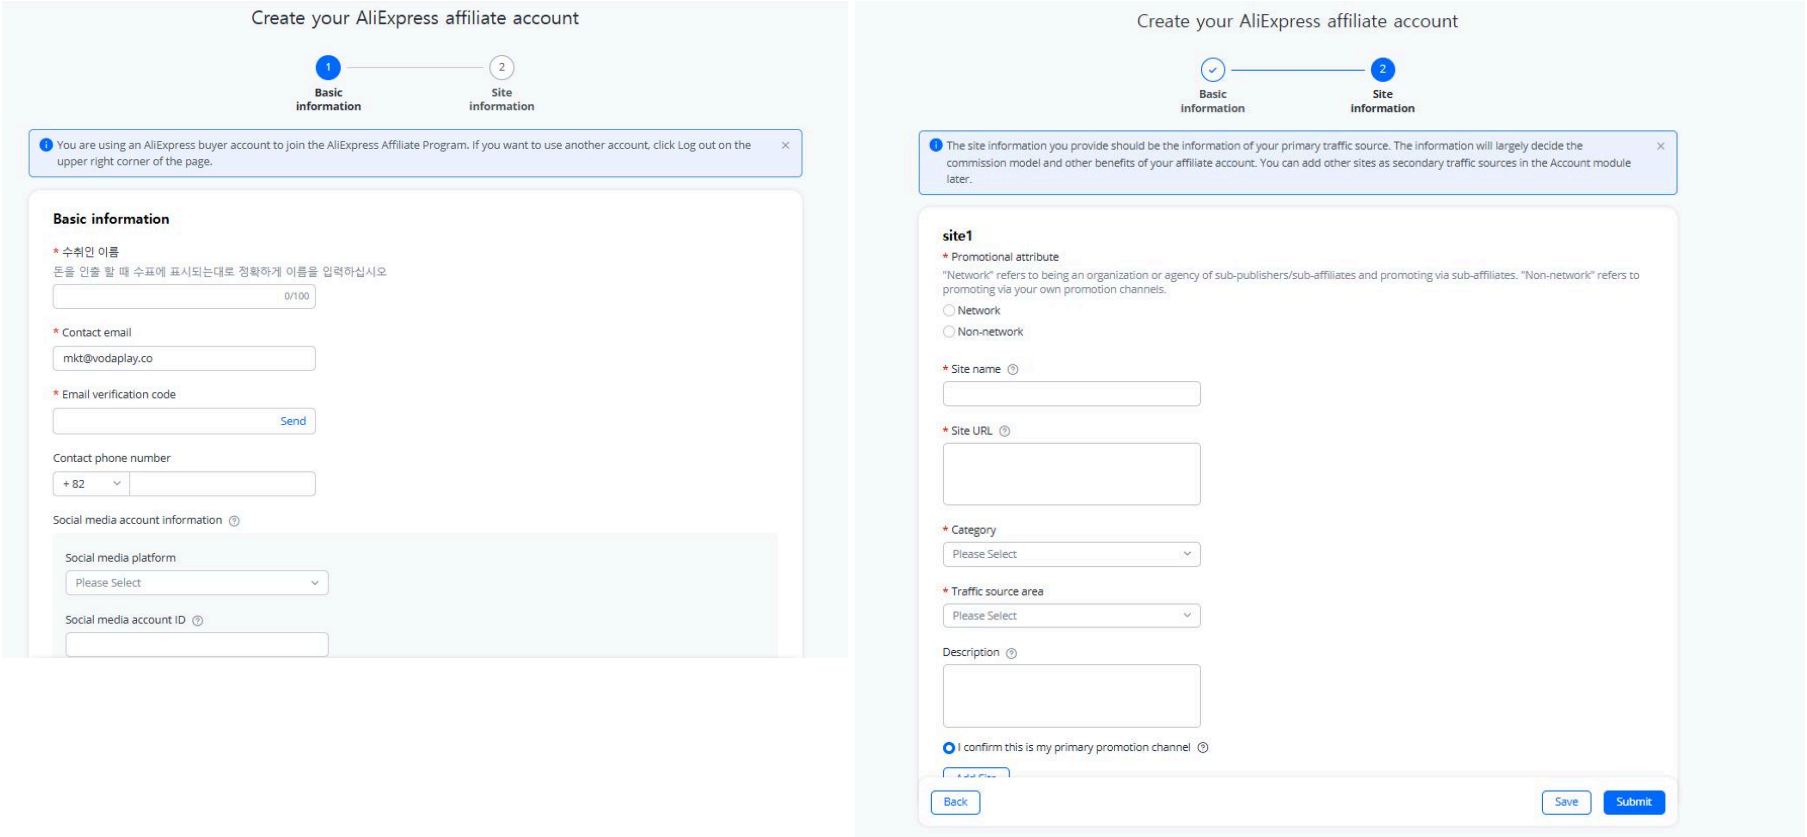 Create your AliExpress affiliate account
1
2
Basic
information
Site
information
You are using an AliExpress buyer account to join the AliExpress Affiliate Program. If you want to use another account, click Log out on the
upper right corner of the page.
Basic information
* 수취인 이름
돈을 인출 할 때 수표에 표시되는대로 정확하게 이름을 입력하십시오
0/100
* Contact email
mkt@vodaplay.co
* Email verification code
Send
Contact phone number
+ 82
Social media account information
Social media platform
Please Select
Social media account ID
Create your AliExpress affiliate account
2
Basic
information
Site
information
The site information you provide should be the information of your primary traffic source. The information will largely decide the
commission model and other benefits of your affiliate account. You can add other sites as secondary traffic sources in the Account module
later.
site1
* Promotional attribute
"Network" refers to being an organization or agency of sub-publishers/sub-affiliates and promoting via sub-affiliates. "Non-network" refers to
promoting via your own promotion channels.
Network
Non-network
* Site name
* Site URL
* Category
Please Select
* Traffic source area
Please Select
Description
I confirm this is my primary promotion channel
Add Site
Back
Save
Submit